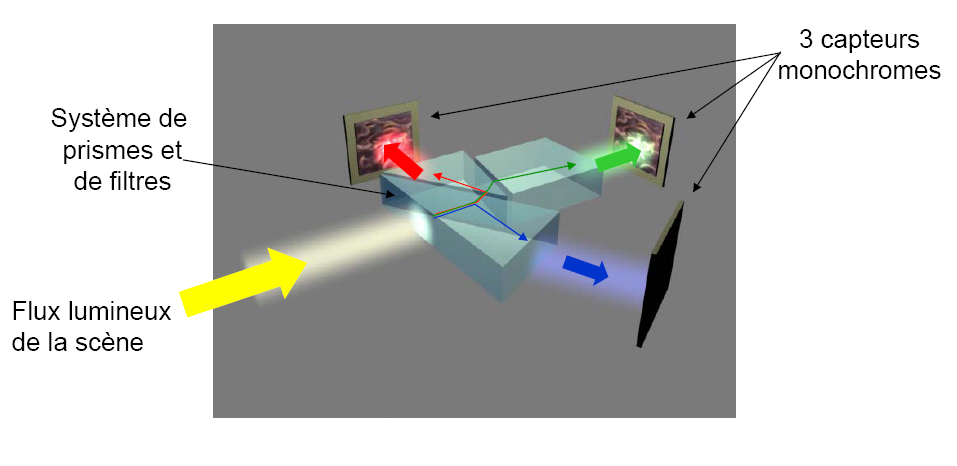 3 capteurs
monochromes
Système de
prismes et
de filtres
Flux lumineux
de la scène